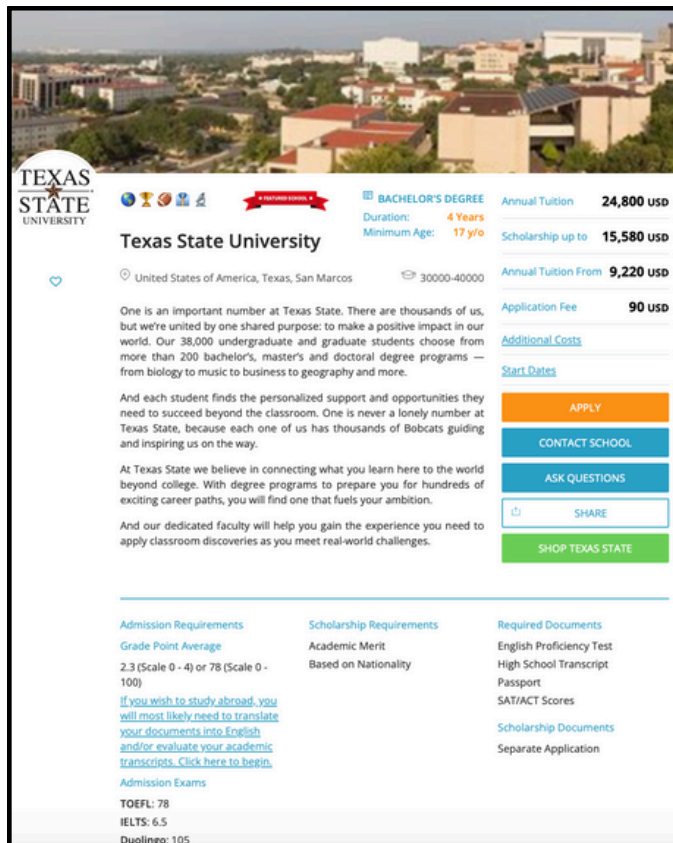 TEXAS
STATE
UNIVERSITY
FEATURED SCHOOL
BACHELOR'S DEGREE
Duration: 4 Years
Minimum Age: 17 y/o
Texas State University
United States of America, Texas, San Marcos
30000-40000
One is an important number at Texas State. There are thousands of us,
but we're united by one shared purpose: to make a positive impact in our
world. Our 38,000 undergraduate and graduate students choose from
more than 200 bachelor's, master's and doctoral degree programs —
from biology to music to business to geography and more.
And each student finds the personalized support and opportunities they
need to succeed beyond the classroom. One is never a lonely number at
Texas State, because each one of us has thousands of Bobcats guiding
and inspiring us on the way.
At Texas State we believe in connecting what you learn here to the world
beyond college. With degree programs to prepare you for hundreds of
exciting career paths, you will find one that fuels your ambition.
And our dedicated faculty will help you gain the experience you need to
apply classroom discoveries as you meet real-world challenges.
Annual Tuition 24,800 USD
Scholarship up to 15,580 USD
Annual Tuition From 9,220 USD
Application Fee 90 USD
Additional Costs
Start Dates
APPLY
CONTACT SCHOOL
ASK QUESTIONS
SHARE
SHOP TEXAS STATE
Admission Requirements
Grade Point Average
2.3 (Scale 0 - 4) or 78 (Scale 0 -
100)
If you wish to study abroad, you
will most likely need to translate
your documents into English
and/or evaluate your academic
transcripts. Click here to begin.
Admission Exams
TOEFL: 78
IELTS: 6.5
Duolingo: 105
Scholarship Requirements
Academic Merit
Based on Nationality
Required Documents
English Proficiency Test
High School Transcript
Passport
SAT/ACT Scores
Scholarship Documents
Separate Application